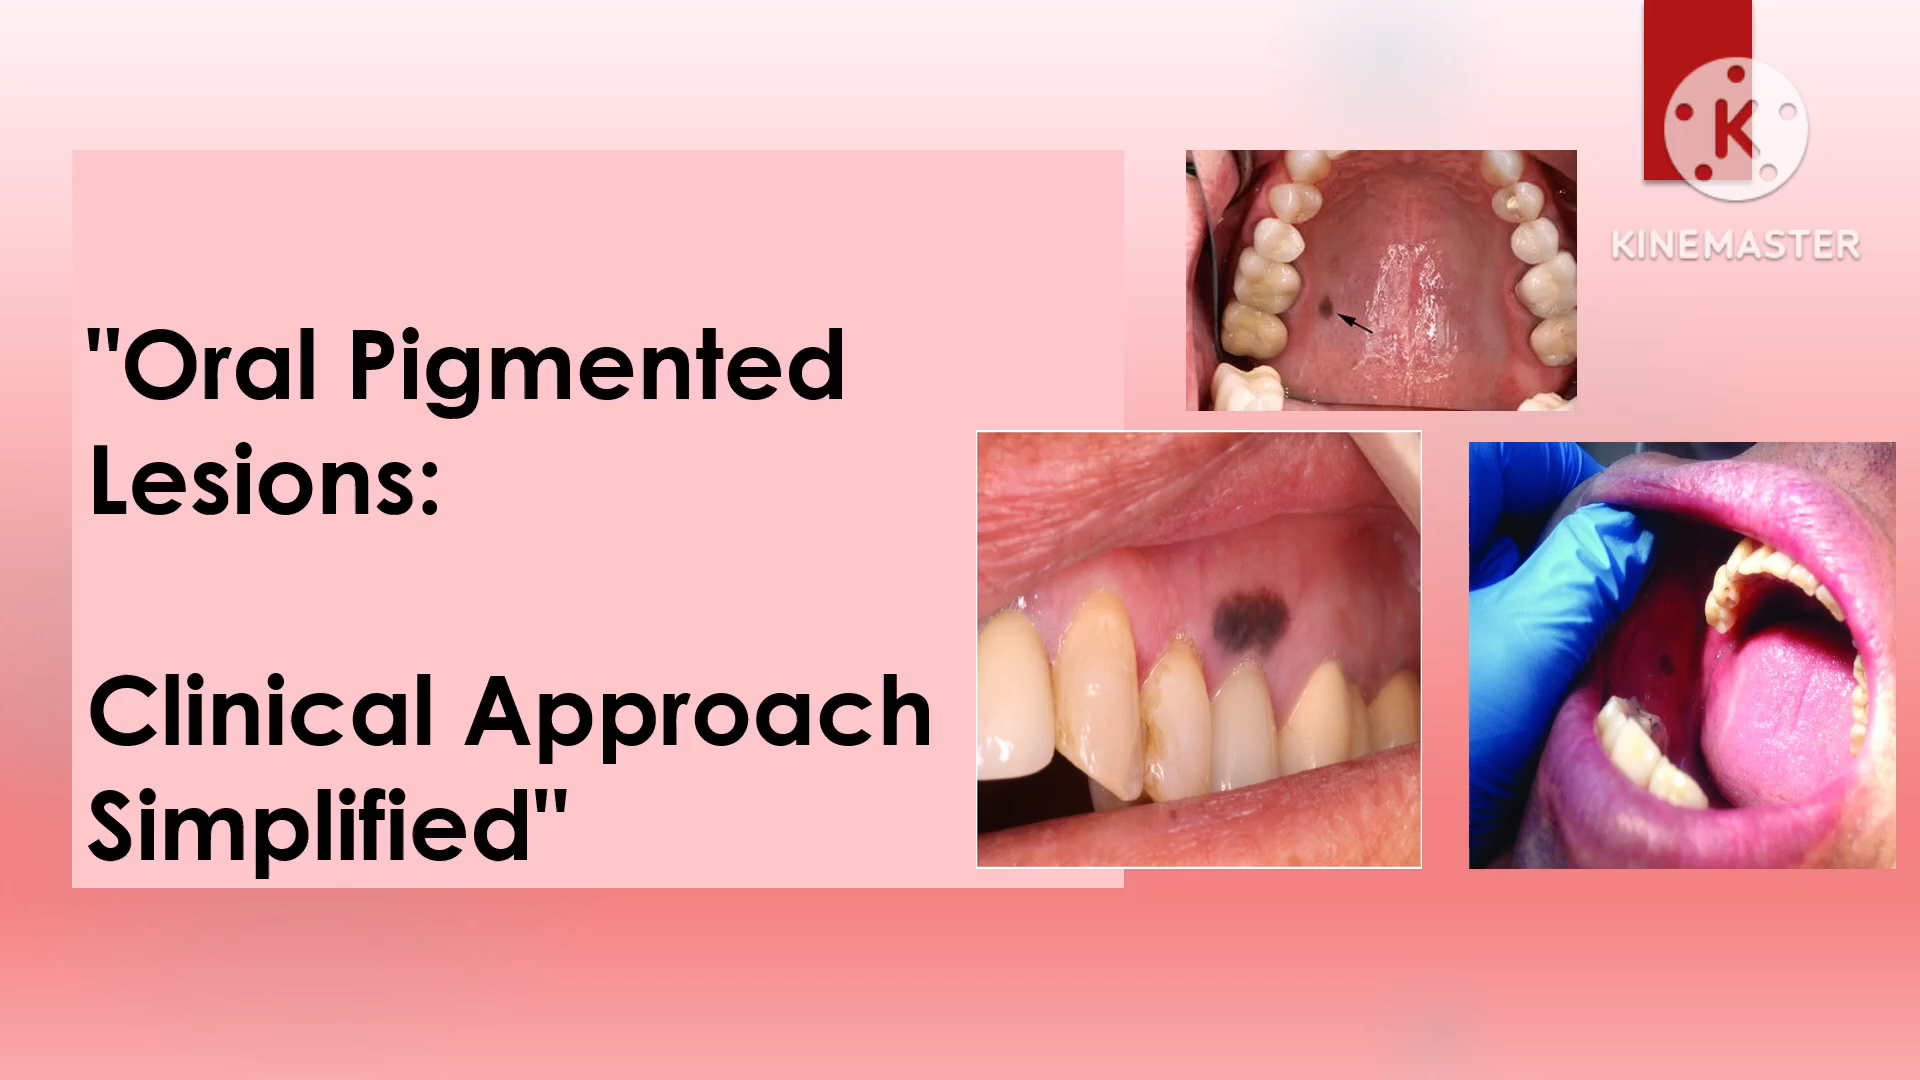 "Oral Pigmented
Lesions:
Clinical Approach
Simplified"
K
KINEMASTER